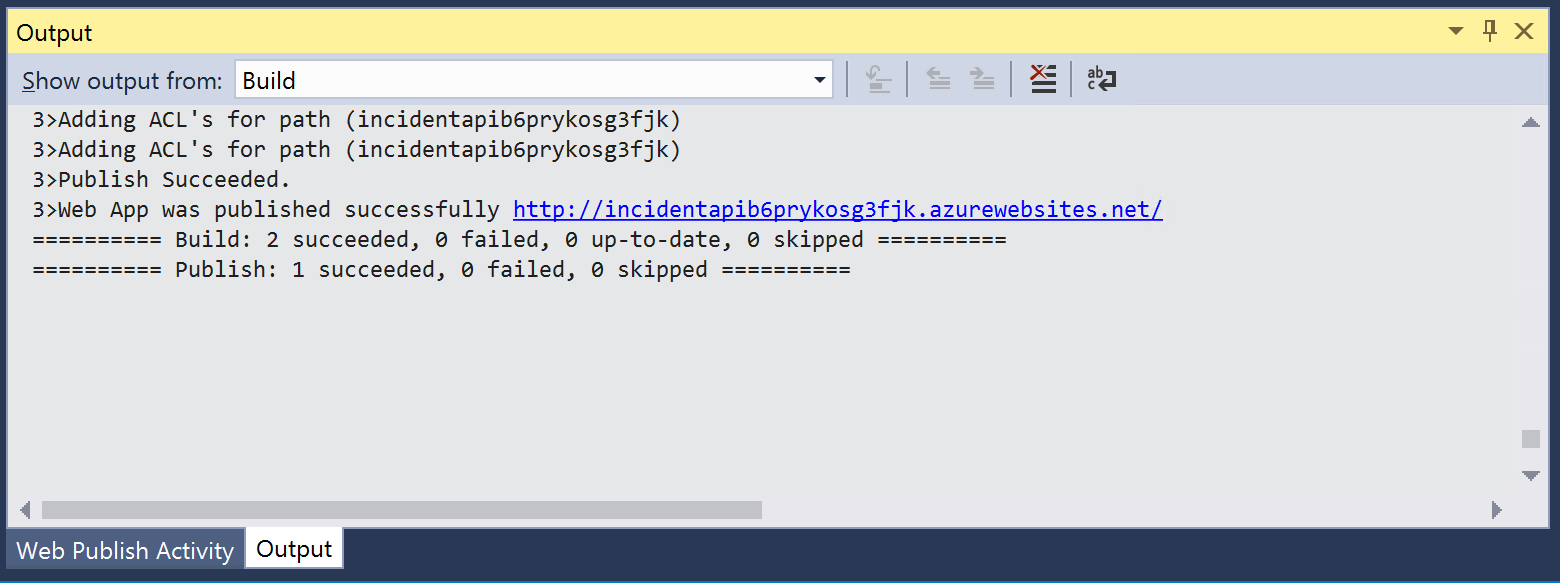 Output
Show output from: Build
3>Adding ACL's for path (incidentapib6prykosg3fjk)
3>Adding ACL's for path (incidentapib6prykosg3fjk)
3>Publish Succeeded.
3>Web App was published successfully http://incidentapib6prykosg3fjk.azurewebsites.net/
========== Build: 2 succeeded, 0 failed, 0 up-to-date, 0 skipped ==========
========== Publish: 1 succeeded, 0 failed, 0 skipped ==========
Web Publish Activity Output